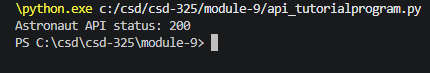 \python.exe c:/csd/csd-325/module-9/api_tutorialprogram.py
Astronaut API status: 200
PS C:\csd\csd-325\module-9>